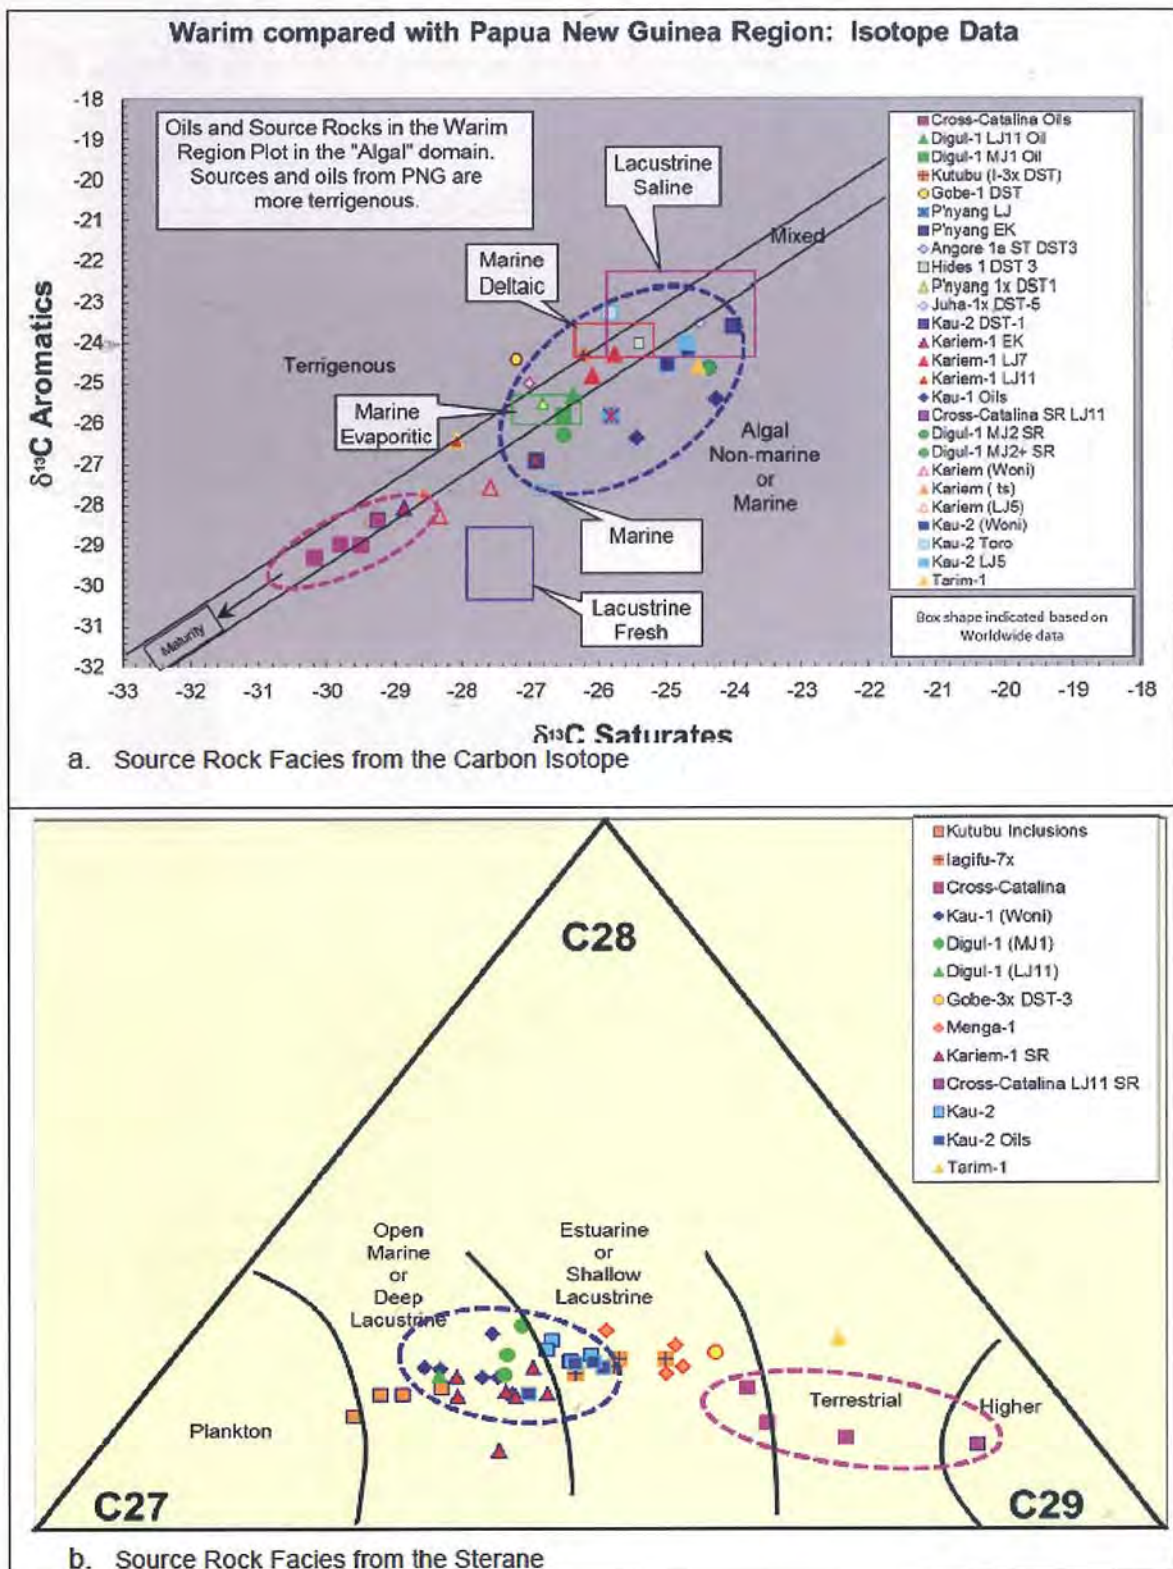 Warim compared with Papua New Guinea Region: Isotope Data
δ¹³C Aromatics
-18
-19
-20
-21
-22
-23
-24
-25
-26
-27
-28
-29
-30
-31
-32
Oils and Source Rocks in the Warim
Region Plot in the "Algal" domain.
Sources and oils from PNG are
more terrigenous.
Lacustrine
Saline
Mixed
Marine
Deltaic
Terrigenous
Marine
Evaporitic
Algal
Non-marine
or
Marine
Marine
Lacustrine
Fresh
Maturity
Cross-Catalina Oils
Digul-1 LJ11 Oil
Digul-1 MJ1 Oil
Kutubu (I-3x DST)
Gobe-1 DST
P'nyang LJ
P'nyang EK
Angore 1a ST DST3
Hides 1 DST 3
P'nyang 1x DST1
Juha-1x DST-5
Kau-2 DST-1
Kariem-1 EK
Kariem-1 LJ7
Kariem-1 LJ11
Kau-1 Oils
Cross-Catalina SR LJ11
Digul-1 MJ2 SR
Digul-1 MJ2+ SR
Kariem (Woni)
Kariem ( ts)
Kariem (LJ5)
Kau-2 (Woni)
Kau-2 Toro
Kau-2 LJ5
Tarim-1
Box shape indicated based on
Worldwide data
-33 -32 -31 -30 -29 -28 -27 -26 -25 -24 -23 -22 -21 -20 -19 -18
δ¹³C Saturates
a. Source Rock Facies from the Carbon Isotope
Kutubu Inclusions
Iagifu-7x
Cross-Catalina
Kau-1 (Woni)
Digul-1 (MJ1)
Digul-1 (LJ11)
Gobe-3x DST-3
Menga-1
Kariem-1 SR
Cross-Catalina LJ11 SR
Kau-2
Kau-2 Oils
Tarim-1
C28
Open
Marine
or
Deep
Lacustrine
Estuarine
or
Shallow
Lacustrine
Plankton
Terrestrial
Higher
C27
C29
b. Source Rock Facies from the Sterane